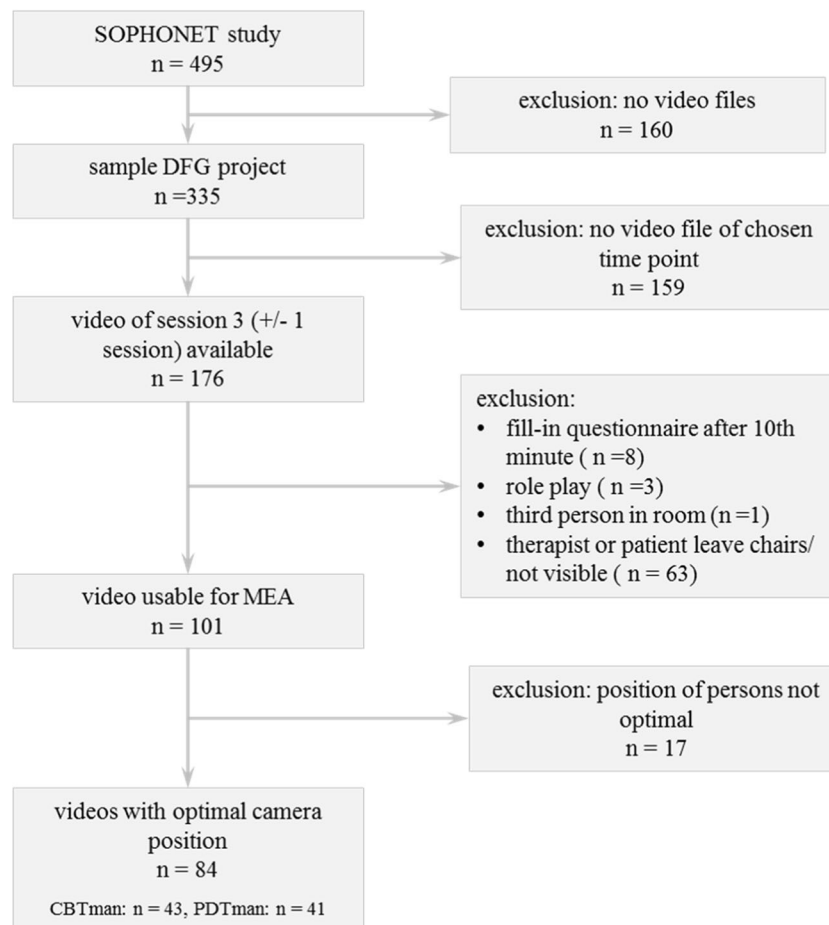 SOPHONET study
n = 495
exclusion: no video files
n = 160
sample DFG project
n =335
exclusion: no video file of chosen
time point
n = 159
video of session 3 (+/- 1
session) available
n = 176
exclusion:
• fill-in questionnaire after 10th
minute ( n =8)
• role play ( n =3)
• third person in room (n =1)
• therapist or patient leave chairs/
not visible ( n = 63)
video usable for MEA
n = 101
exclusion: position of persons not
optimal
n = 17
videos with optimal camera
position
n = 84
CBTman: n = 43, PDTman: n = 41